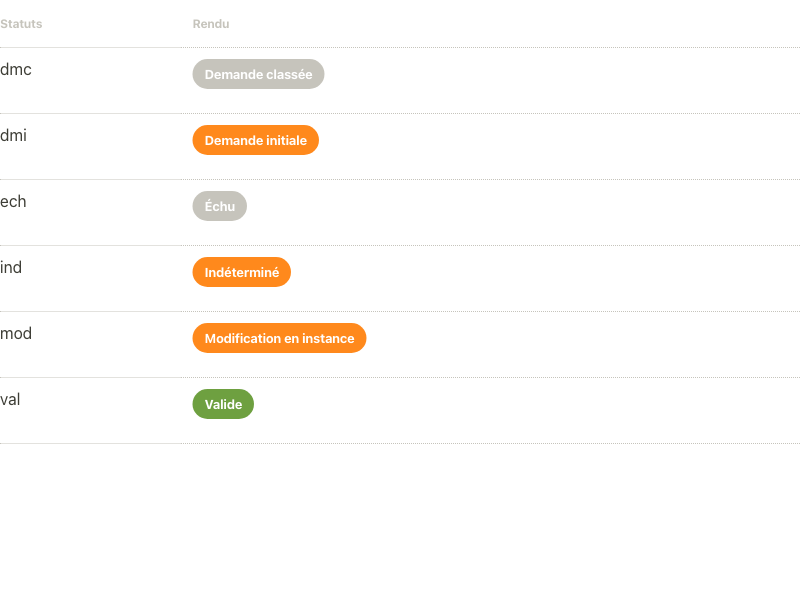 Statuts Rendu
dmc Demande classée
dmi Demande initiale
ech Échu
ind Indéterminé
mod Modification en instance
val Valide